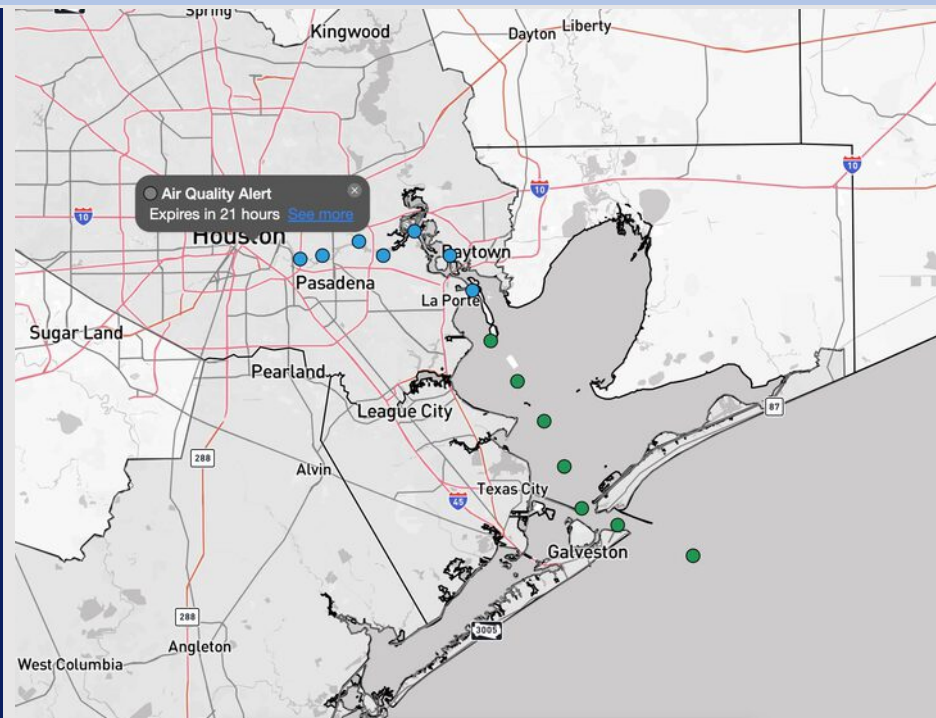 Spring
Kingwood
Dayton
Liberty
Air Quality Alert
Expires in 21 hours See more
10
10
10
Houston
Baytown
Pasadena
La Porte
Sugar Land
Pearland
League City
87
288
Alvin
45
Texas City
Galveston
288
3005
Angleton
West Columbia